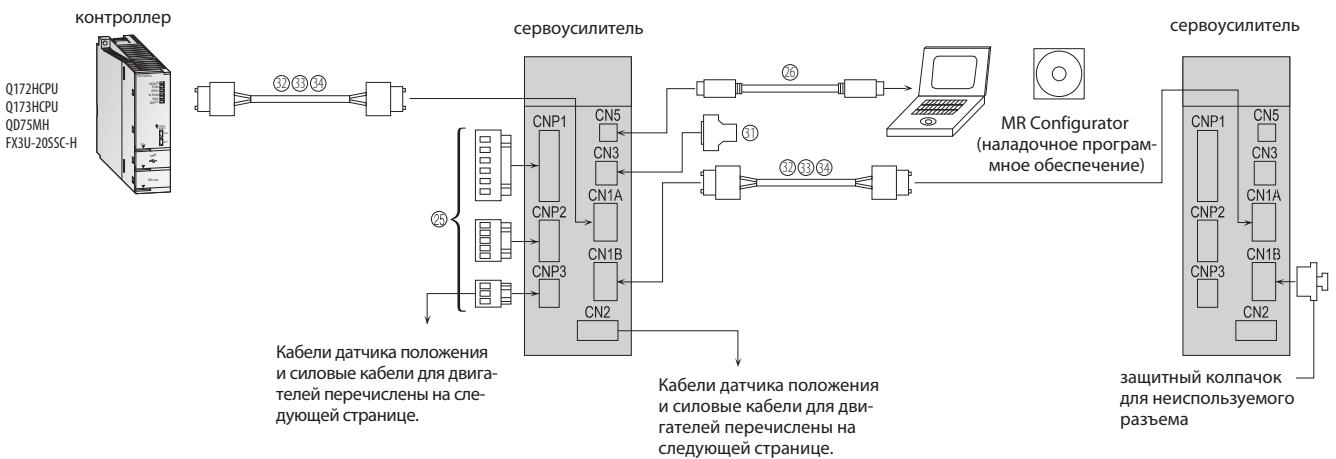 контроллер
Q172HCPU
Q173HCPU
QD75MH
FX3U-20SSC-H
㉜㉝㉞
㉕
сервоусилитель
CNP1
CNP2
CNP3
CN5
CN3
CN1A
CN1B
CN2
㉖
㉛
㉜㉝㉞
MR Configurator
(наладочное програм-
мное обеспечение)
сервоусилитель
CNP1
CNP2
CNP3
CN5
CN3
CN1A
CN1B
CN2
Кабели датчика положения
и силовые кабели для двига-
телей перечислены на сле-
дующей странице.
Кабели датчика положения
и силовые кабели для дви-
гателей перечислены на
следующей странице.
защитный колпачок
для неиспользуемого
разъема